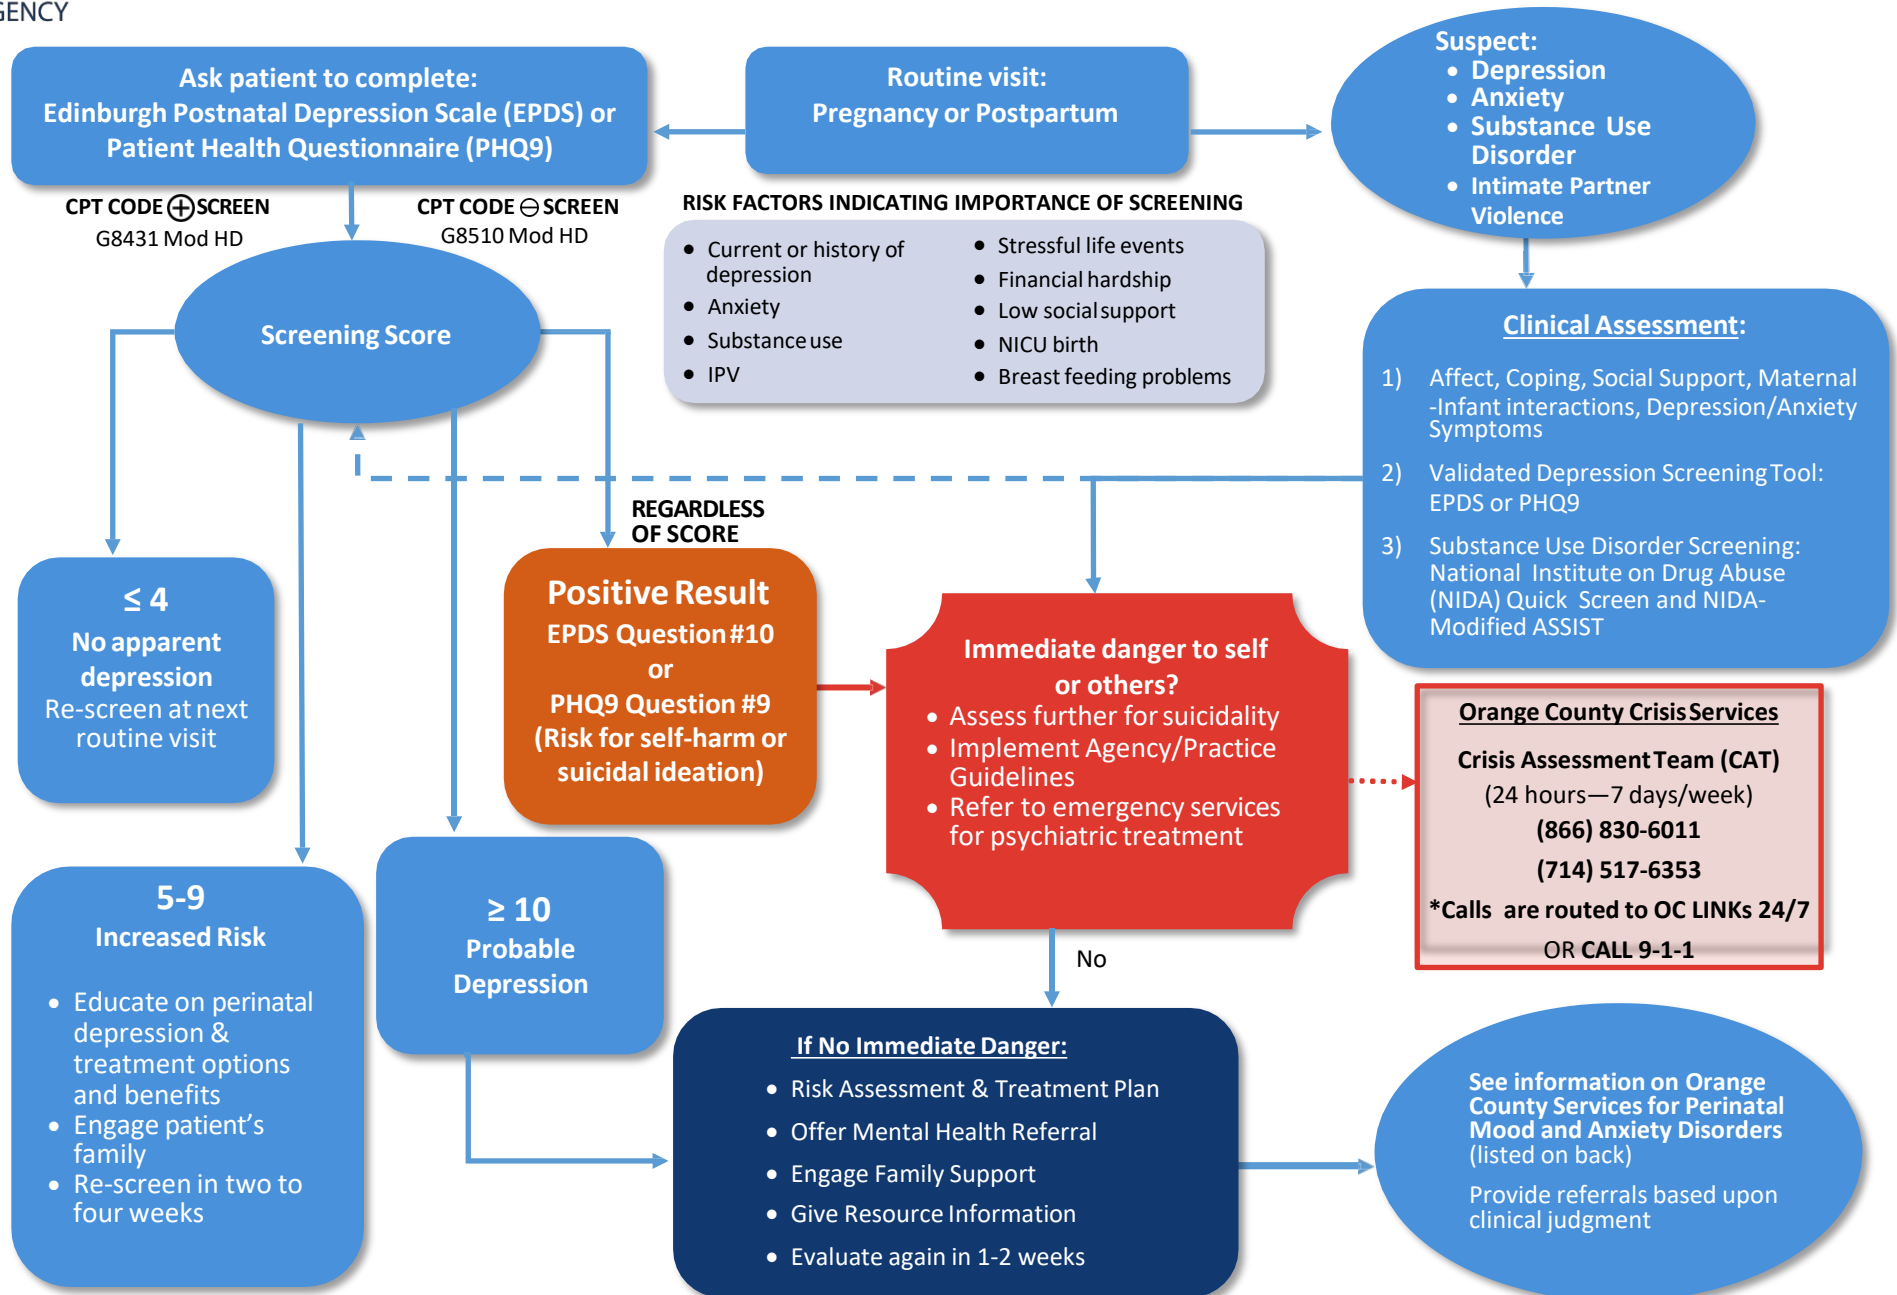 GENCY
Ask patient to complete:
Edinburgh Postnatal Depression Scale (EPDS) or
Patient Health Questionnaire (PHQ9)
Routine visit:
Pregnancy or Postpartum
Suspect:
• Depression
• Anxiety
• Substance Use
Disorder
• Intimate Partner
Violence
CPT CODE ⊕ SCREEN
G8431 Mod HD
CPT CODE ⊖ SCREEN
G8510 Mod HD
RISK FACTORS INDICATING IMPORTANCE OF SCREENING
• Current or history of
depression
• Anxiety
• Substance use
• IPV
• Stressful life events
• Financial hardship
• Low social support
• NICU birth
• Breast feeding problems
Screening Score
Clinical Assessment:
1) Affect, Coping, Social Support, Maternal
-Infant interactions, Depression/Anxiety
Symptoms
2) Validated Depression Screening Tool:
EPDS or PHQ9
3) Substance Use Disorder Screening:
National Institute on Drug Abuse
(NIDA) Quick Screen and NIDA-
Modified ASSIST
REGARDLESS
OF SCORE
≤ 4
No apparent
depression
Re-screen at next
routine visit
Positive Result
EPDS Question #10
or
PHQ9 Question #9
(Risk for self-harm or
suicidal ideation)
Immediate danger to self
or others?
• Assess further for suicidality
• Implement Agency/Practice
Guidelines
• Refer to emergency services
for psychiatric treatment
Orange County Crisis Services
Crisis Assessment Team (CAT)
(24 hours—7 days/week)
(866) 830-6011
(714) 517-6353
*Calls are routed to OC LINKs 24/7
OR CALL 9-1-1
5-9
Increased Risk
• Educate on perinatal
depression &
treatment options
and benefits
• Engage patient's
family
• Re-screen in two to
four weeks
≥ 10
Probable
Depression
No
If No Immediate Danger:
• Risk Assessment & Treatment Plan
• Offer Mental Health Referral
• Engage Family Support
• Give Resource Information
• Evaluate again in 1-2 weeks
See information on Orange
County Services for Perinatal
Mood and Anxiety Disorders
(listed on back)
Provide referrals based upon
clinical judgment